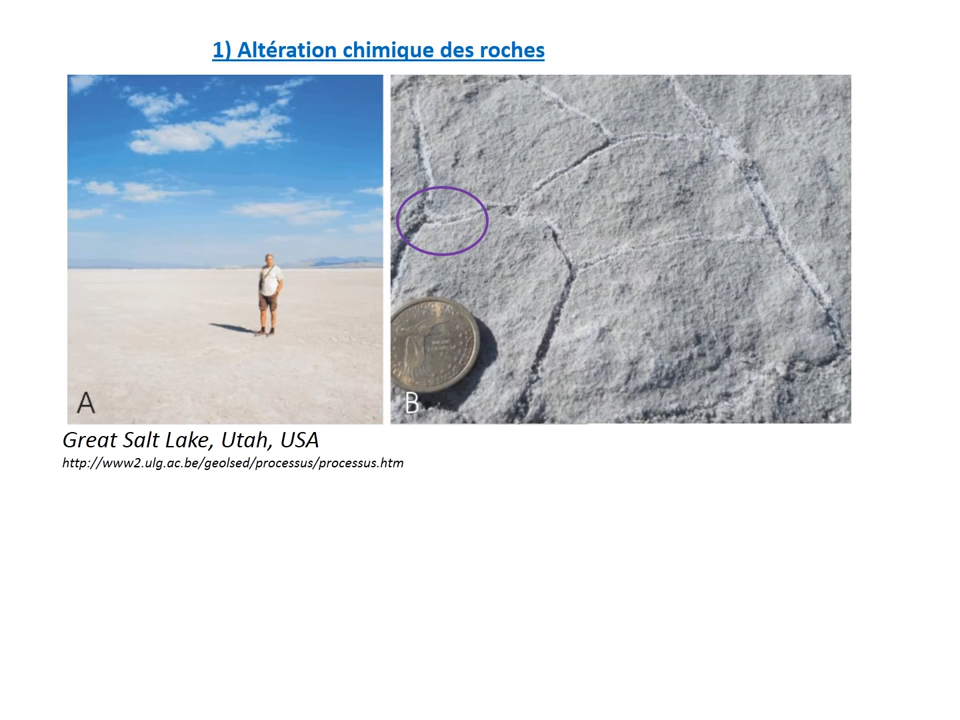 1) Altération chimique des roches
A
B
Great Salt Lake, Utah, USA
http://www2.ulg.ac.be/geolsed/processus/processus.htm